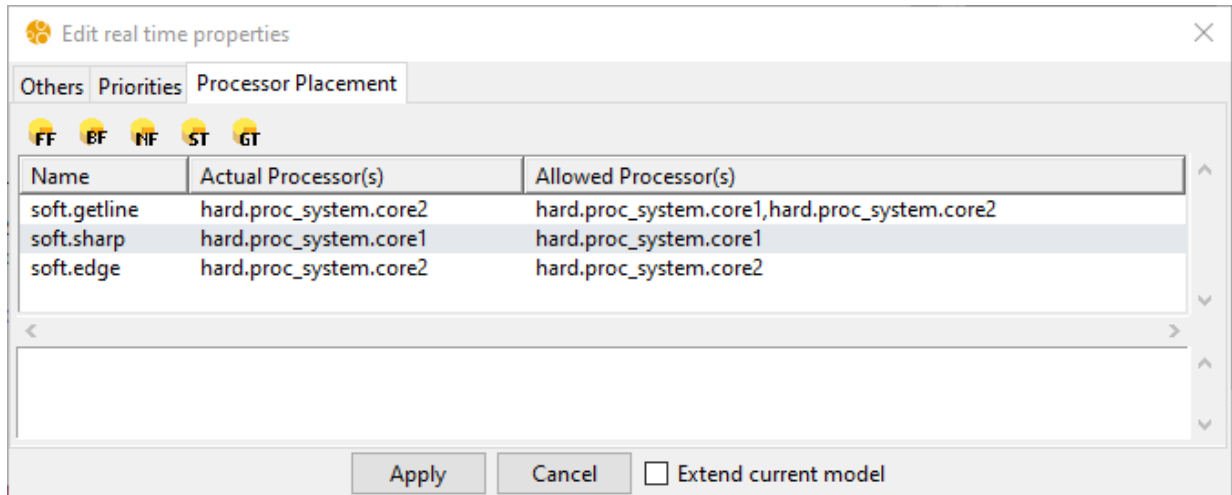 Edit real time properties
Others Priorities Processor Placement
FF BF NF ST GT
Name Actual Processor(s) Allowed Processor(s)
soft.getline hard.proc_system.core2 hard.proc_system.core1,hard.proc_system.core2
soft.sharp hard.proc_system.core1 hard.proc_system.core1
soft.edge hard.proc_system.core2 hard.proc_system.core2
Apply Cancel Extend current model